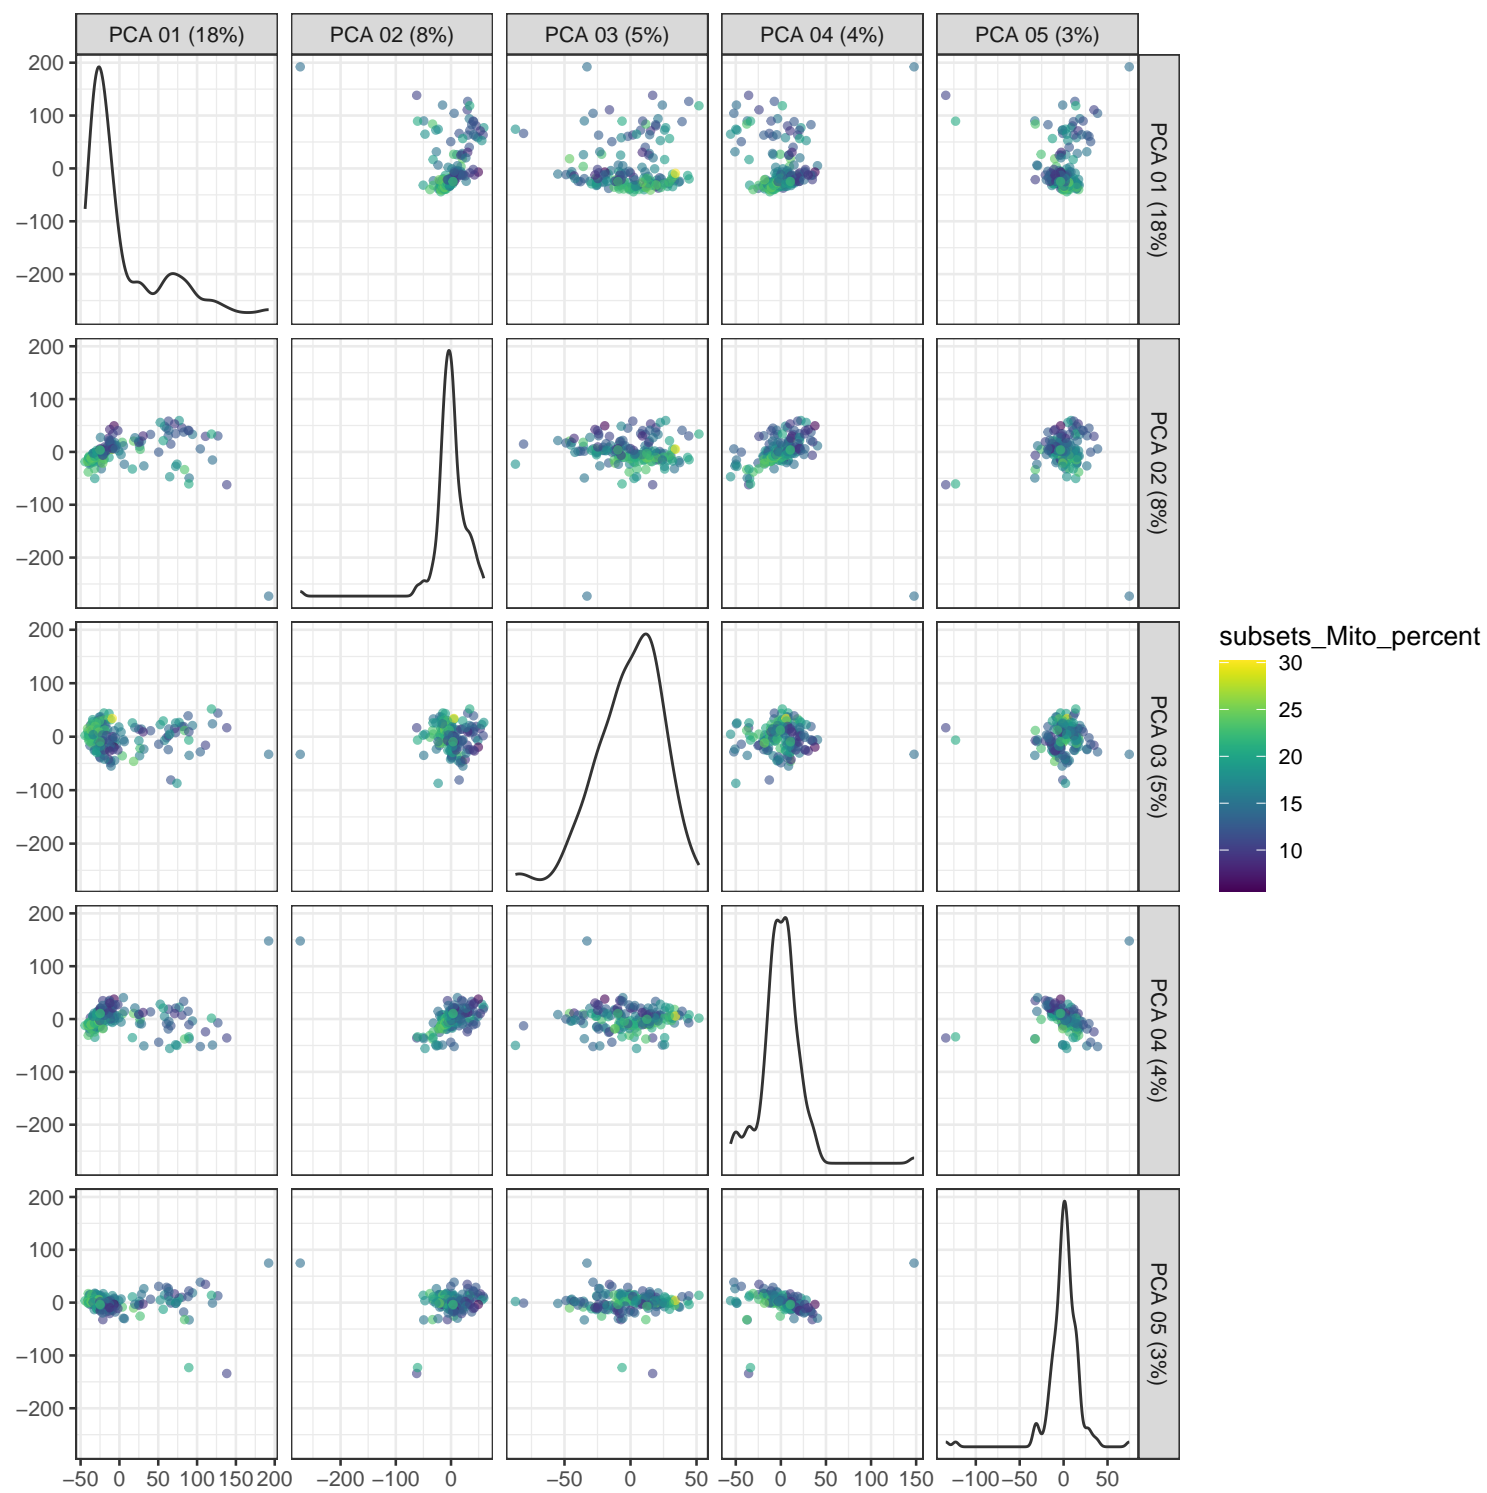 PCA 01 (18%) PCA 02 (8%) PCA 03 (5%) PCA 04 (4%) PCA 05 (3%)
200
100
0
−100
−200
PCA 01 (18%)
200
100
0
−100
−200
PCA 02 (8%)
200
100
0
−100
−200
PCA 03 (5%)
200
100
0
−100
−200
PCA 04 (4%)
200
100
0
−100
−200
PCA 05 (3%)
−50 0 50 100 150 200
−200 −100 0
−50 0 50
−50 0 50 100 150
−100 −50 0 50
subsets_Mito_percent
30
25
20
15
10